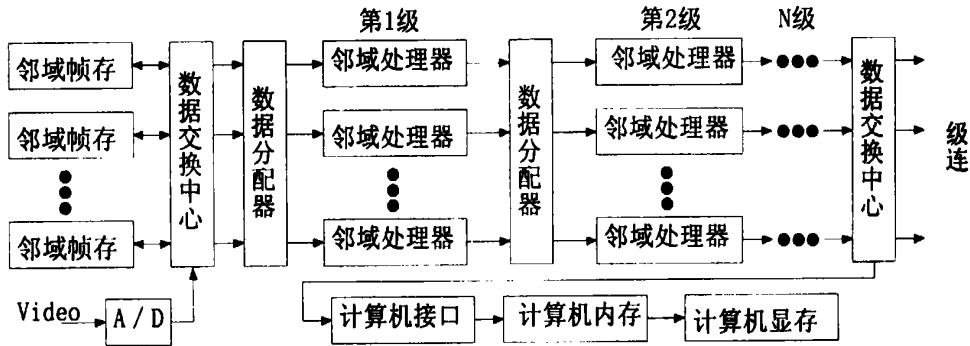 第1级
第2级
N级
邻域帧存
邻域帧存
邻域帧存
数据交换中心
数据分配器
邻域处理器
邻域处理器
邻域处理器
数据分配器
邻域处理器
邻域处理器
邻域处理器
数据交换中心
级连
Video
A/D
计算机接口
计算机内存
计算机显存